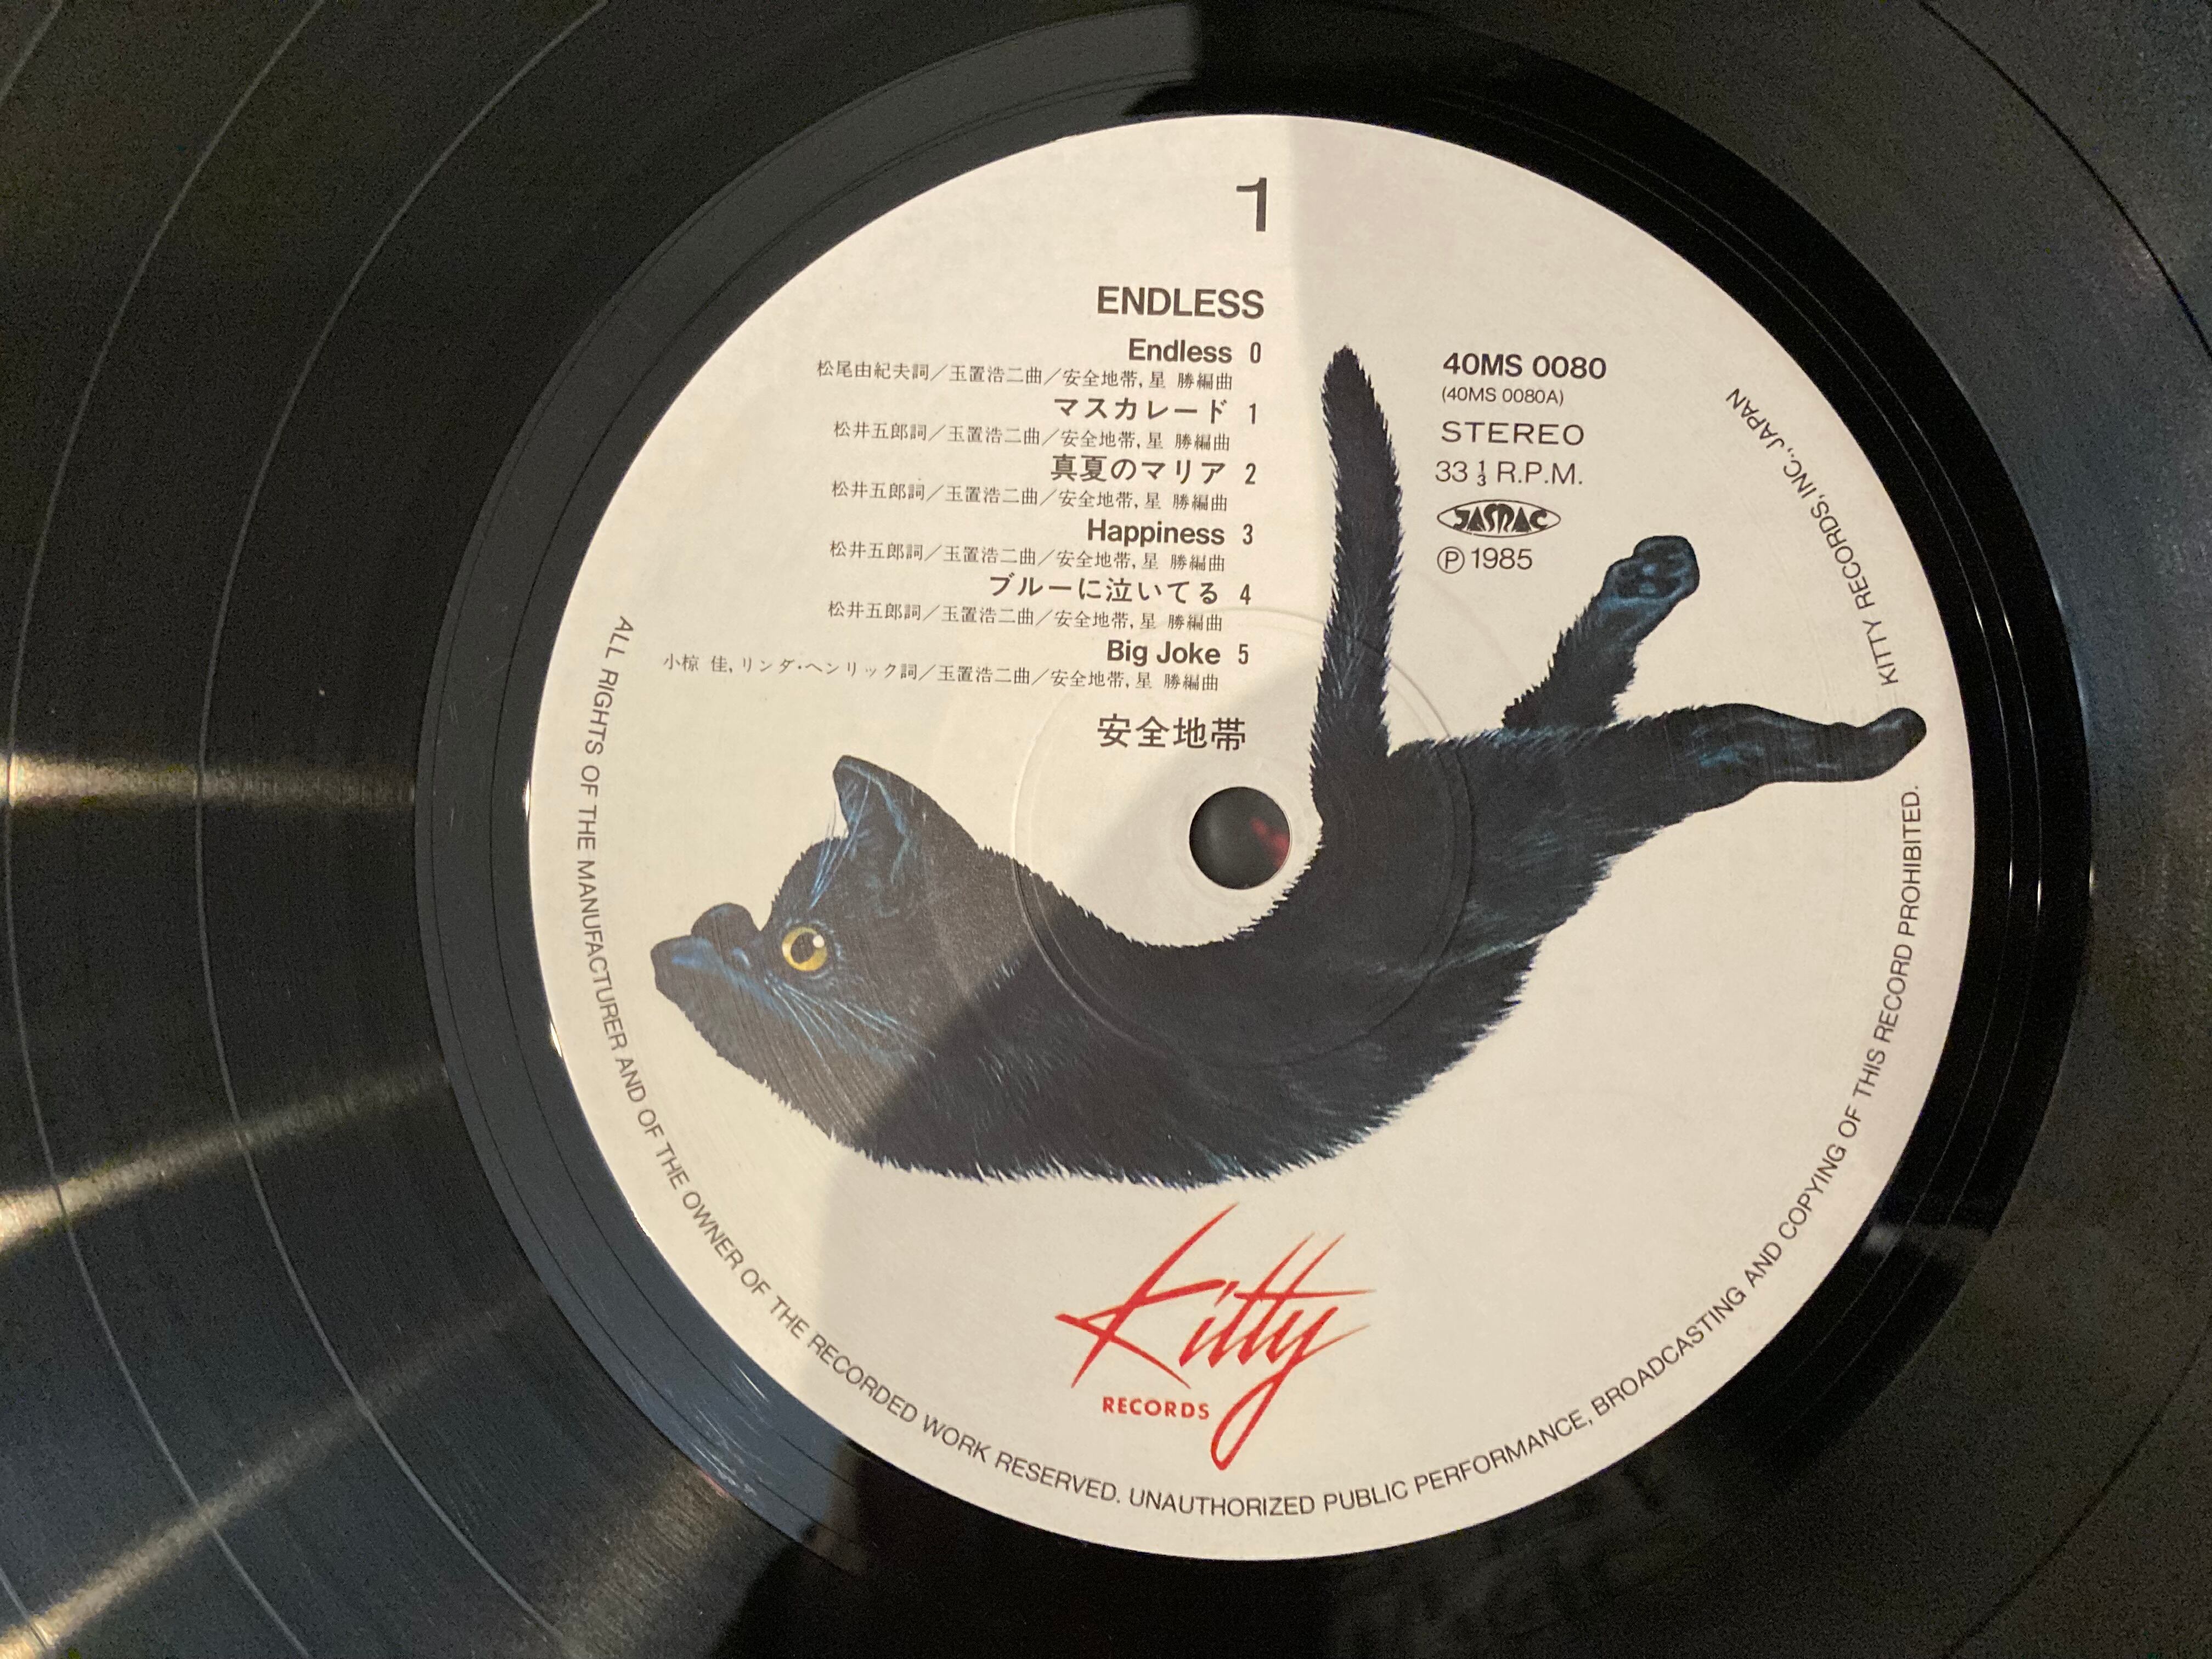 1
ENDLESS
Endless 0
松尾由紀夫詞／玉置浩二曲／安全地帯,星 勝編曲
マスカレード 1
松井五郎詞／玉置浩二曲／安全地帯,星 勝編曲
真夏のマリア 2
松井五郎詞／玉置浩二曲／安全地帯,星 勝編曲
Happiness 3
松井五郎詞／玉置浩二曲／安全地帯,星 勝編曲
ブルーに泣いてる 4
松井五郎詞／玉置浩二曲／安全地帯,星 勝編曲
Big Joke 5
小椋 佳,リンダ・ヘンリック詞／玉置浩二曲／安全地帯,星 勝編曲
安全地帯
40MS 0080
(40MS 0080A)
STEREO
33 1/3 R.P.M.
JASRAC
Ⓟ1985
Kitty
RECORDS
ALL RIGHTS OF THE MANUFACTURER AND OF THE OWNER OF THE RECORDED WORK RESERVED. UNAUTHORIZED PUBLIC PERFORMANCE, BROADCASTING AND COPYING OF THIS RECORD PROHIBITED.
KITTY RECORDS, INC., JAPAN